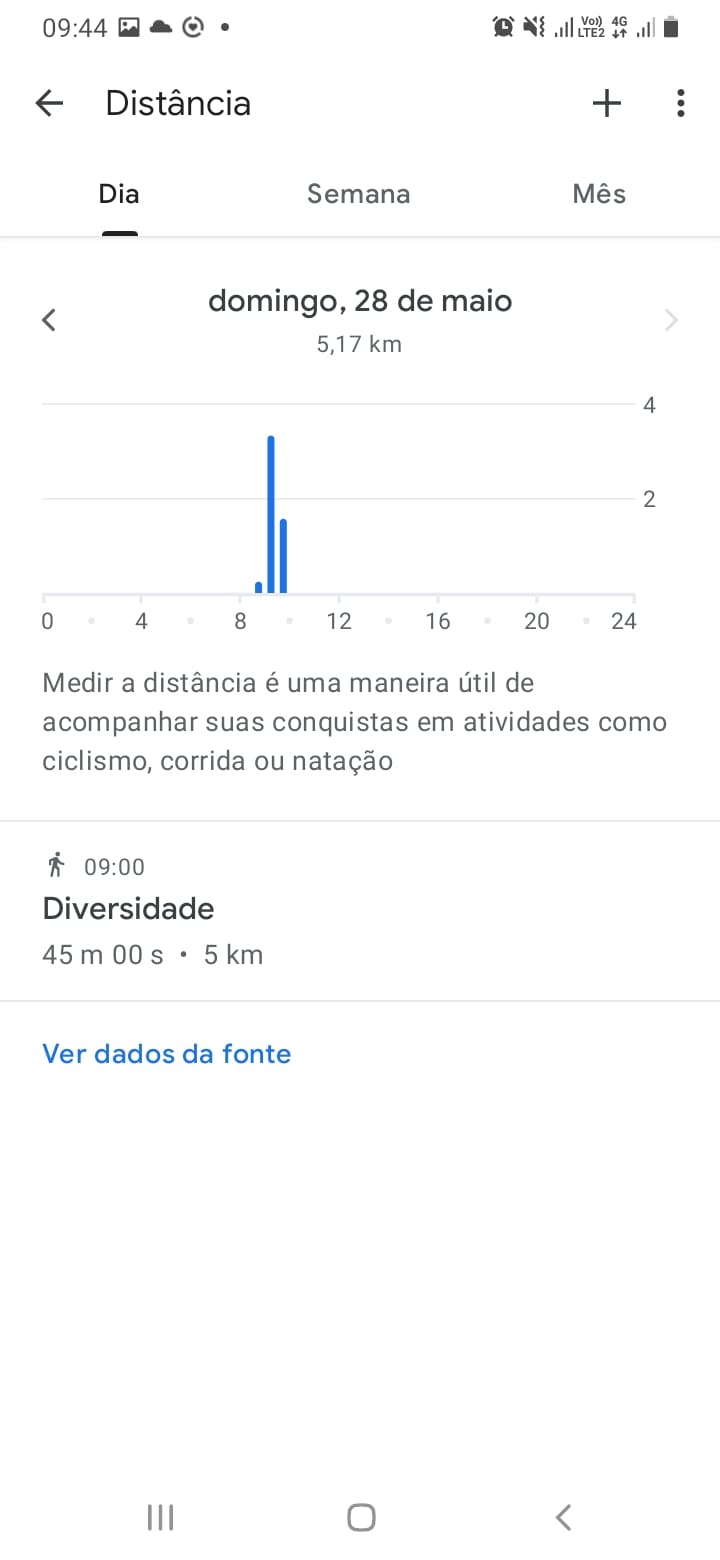 09:44
Vo)) 4G
LTE2
Distância
Dia Semana Mês
domingo, 28 de maio
5,17 km
4
2
0 4 8 12 16 20 24
Medir a distância é uma maneira útil de
acompanhar suas conquistas em atividades como
ciclismo, corrida ou natação
09:00
Diversidade
45 m 00 s • 5 km
Ver dados da fonte